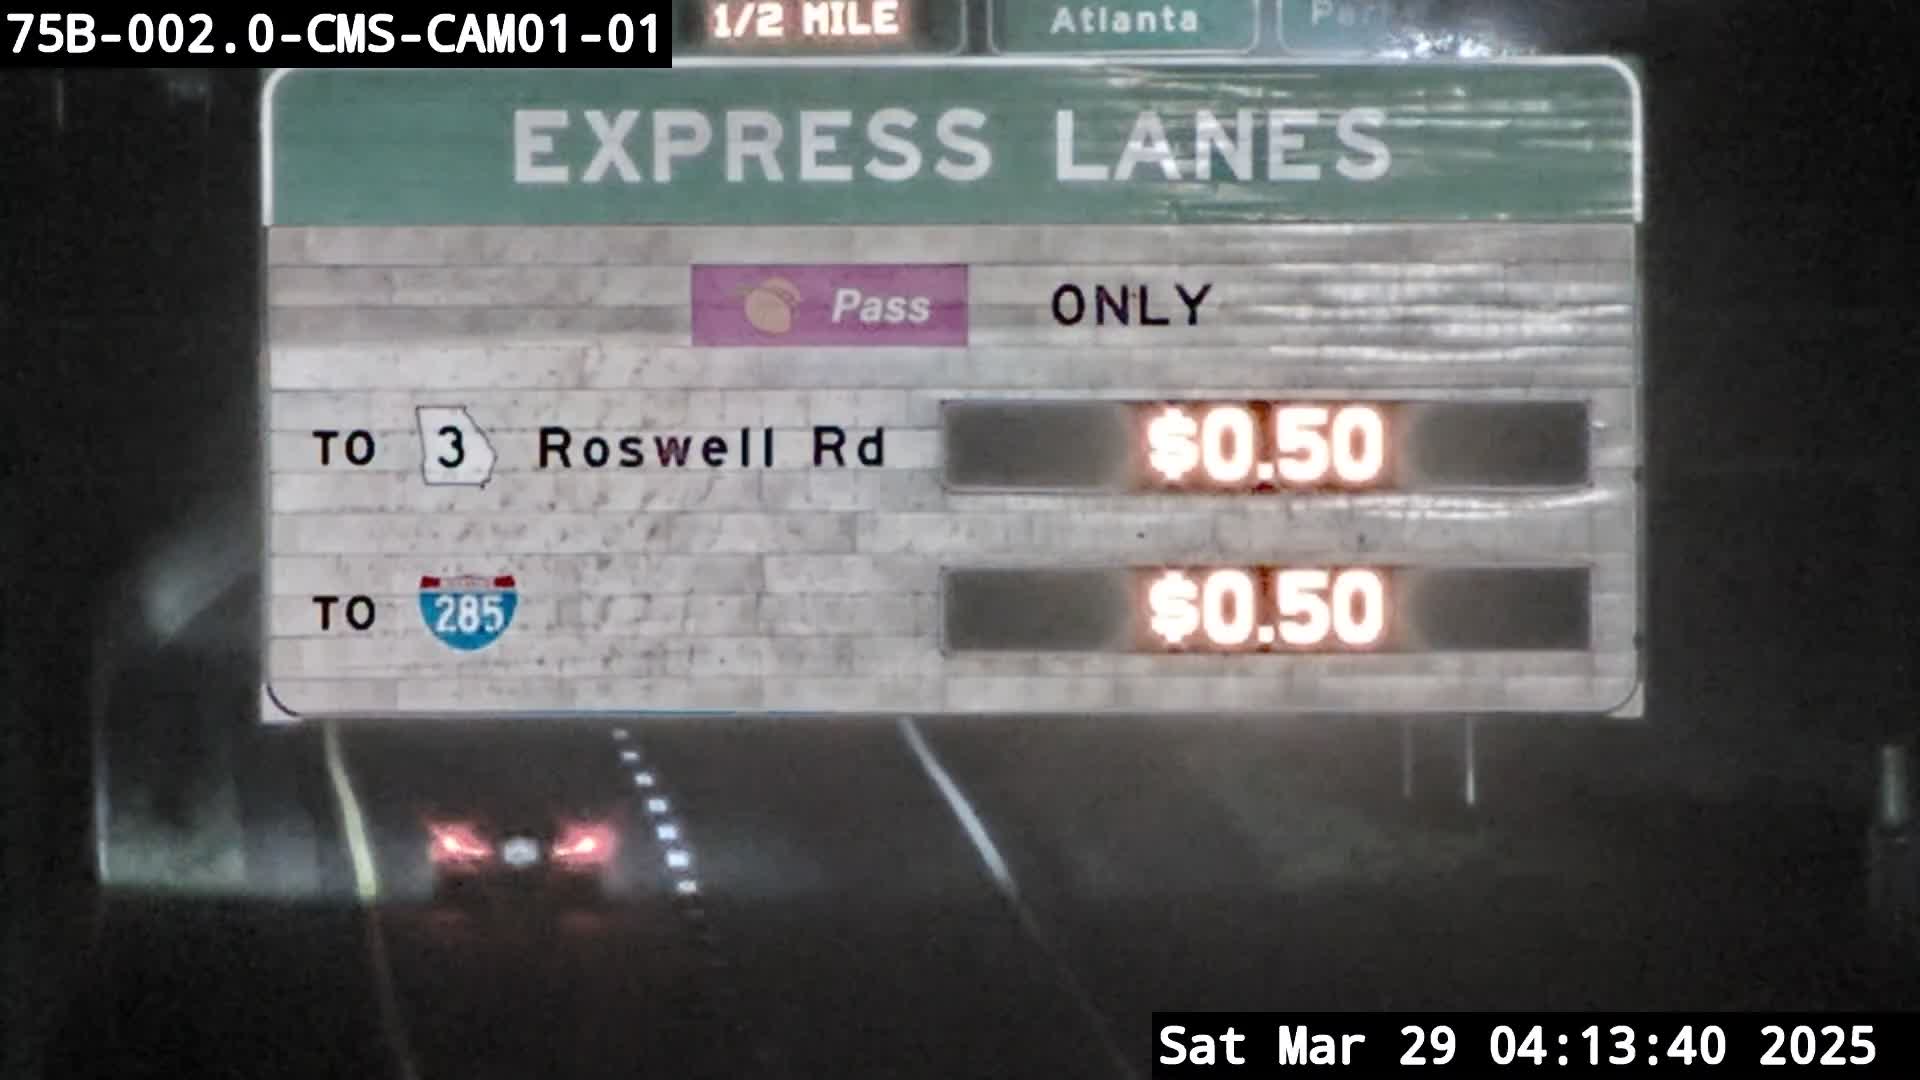 75B-002.0-CMS-CAM01-01
1/2 MILE
Atlanta
EXPRESS LANES
Pass ONLY
TO 3 Roswell Rd $0.50
TO 285 $0.50
Sat Mar 29 04:13:40 2025